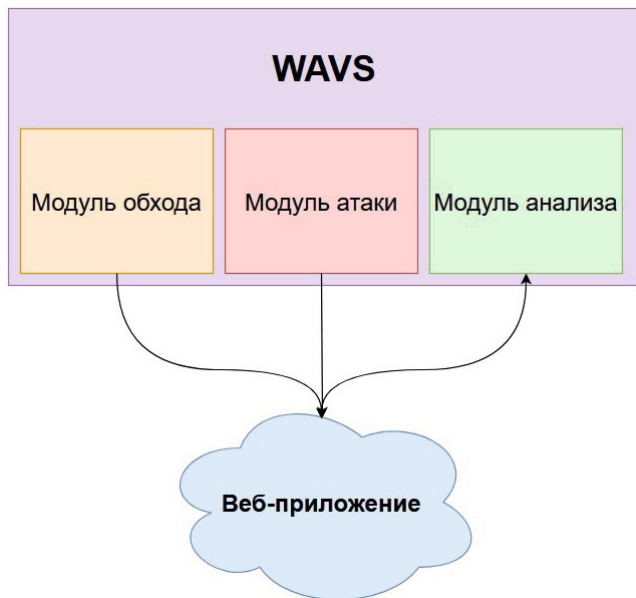 WAVS
Модуль обхода
Модуль атаки
Модуль анализа
Веб-приложение